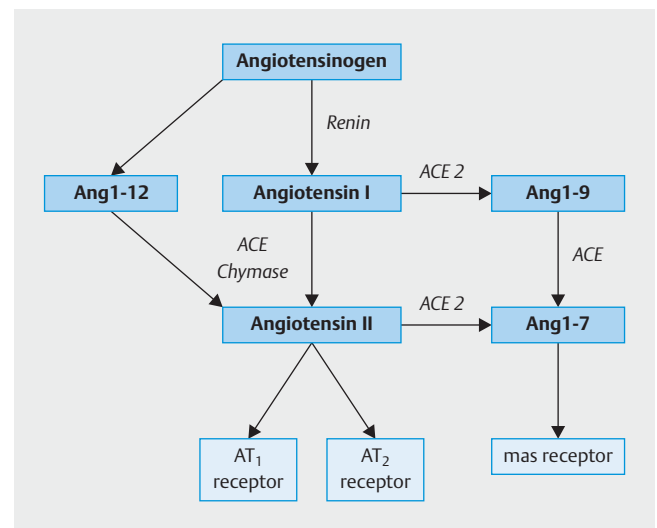 Angiotensinogen
Renin
ACE 2
Ang1-12
Angiotensin I
Ang1-9
ACE
Chymase
ACE
ACE 2
Angiotensin II
Ang1-7
AT₁
receptor
AT₂
receptor
mas receptor